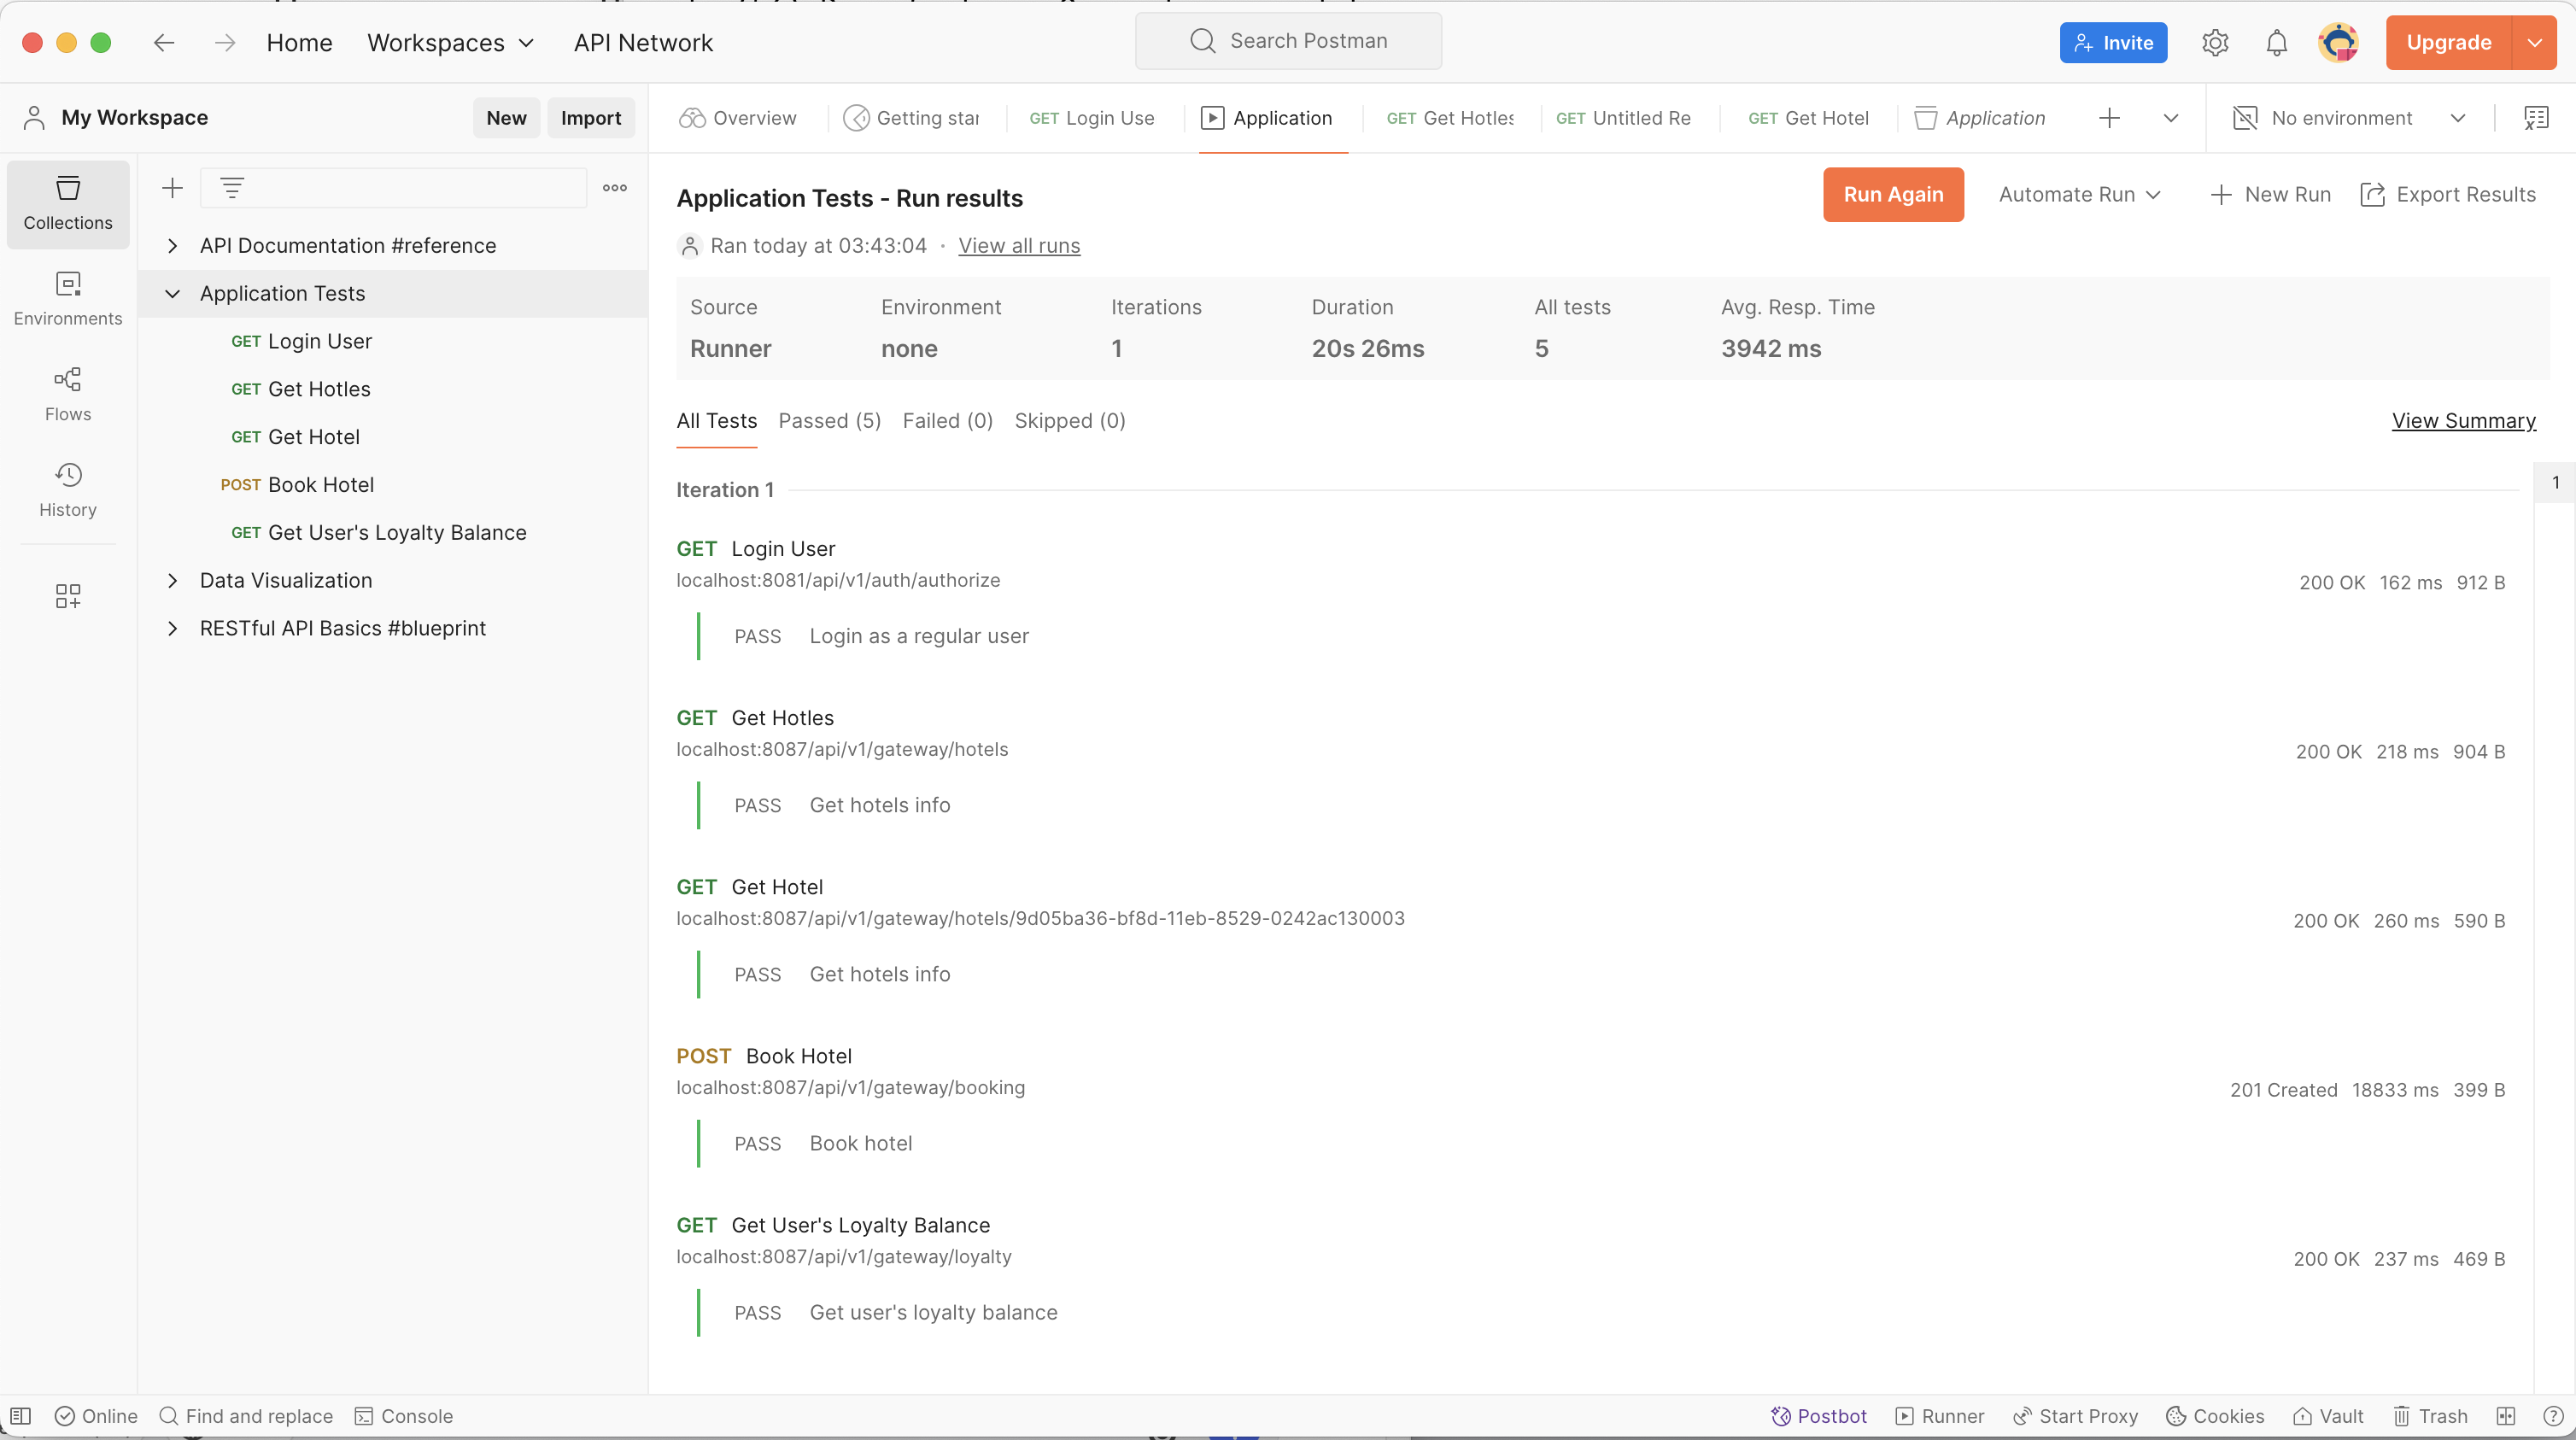 Home Workspaces API Network Search Postman Invite Upgrade
My Workspace New Import Overview Getting star GET Login Use Application GET Get Hotles GET Untitled Re GET Get Hotel Application No environment
Collections
Environments
Flows
History
API Documentation #reference
Application Tests
GET Login User
GET Get Hotles
GET Get Hotel
POST Book Hotel
GET Get User's Loyalty Balance
Data Visualization
RESTful API Basics #blueprint
Application Tests - Run results Run Again Automate Run New Run Export Results
Ran today at 03:43:04 · View all runs
Source Environment Iterations Duration All tests Avg. Resp. Time
Runner none 1 20s 26ms 5 3942 ms
All Tests Passed (5) Failed (0) Skipped (0) View Summary
Iteration 1 1
GET Login User
localhost:8081/api/v1/auth/authorize 200 OK 162 ms 912 B
PASS Login as a regular user
GET Get Hotles
localhost:8087/api/v1/gateway/hotels 200 OK 218 ms 904 B
PASS Get hotels info
GET Get Hotel
localhost:8087/api/v1/gateway/hotels/9d05ba36-bf8d-11eb-8529-0242ac130003 200 OK 260 ms 590 B
PASS Get hotels info
POST Book Hotel
localhost:8087/api/v1/gateway/booking 201 Created 18833 ms 399 B
PASS Book hotel
GET Get User's Loyalty Balance
localhost:8087/api/v1/gateway/loyalty 200 OK 237 ms 469 B
PASS Get user's loyalty balance
Online Find and replace Console Postbot Runner Start Proxy Cookies Vault Trash